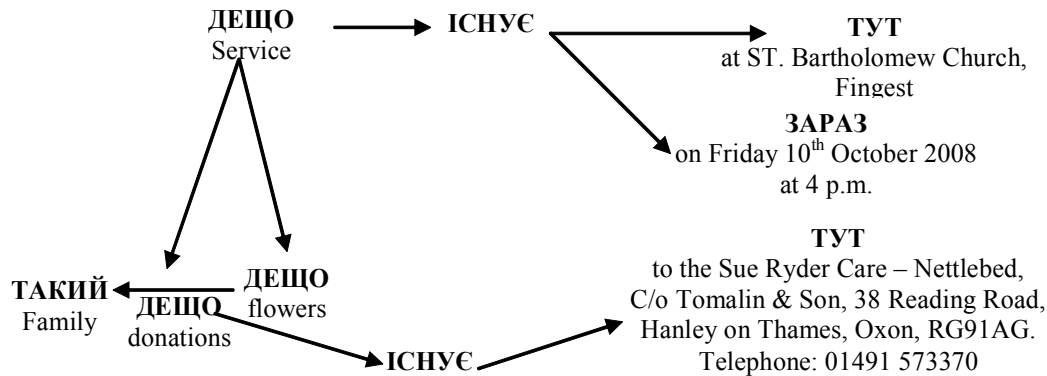 ДЕЩО
Service
ІСНУЄ
ТУТ
at ST. Bartholomew Church,
Fingest
ЗАРАЗ
on Friday 10th October 2008
at 4 p.m.
ТУТ
to the Sue Ryder Care – Nettlebed,
C/o Tomalin & Son, 38 Reading Road,
Hanley on Thames, Oxon, RG91AG.
Telephone: 01491 573370
ТАКИЙ
Family
ДЕЩО
donations
ДЕЩО
flowers
ІСНУЄ